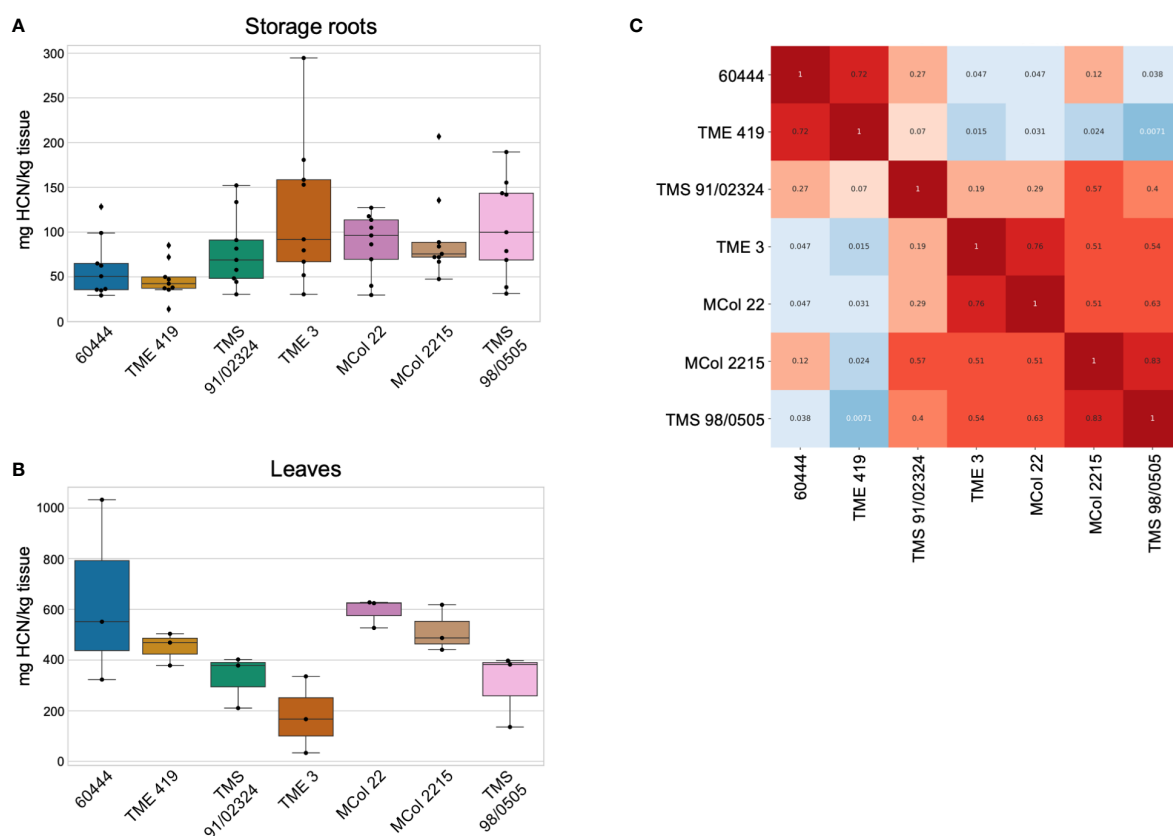 A
Storage roots
mg HCN/kg tissue
300
250
200
150
100
50
0
60444
TME 419
TMS
91/02324
TME 3
MCol 22
MCol 2215
TMS
98/0505
B
Leaves
mg HCN/kg tissue
1000
800
600
400
200
0
60444
TME 419
TMS
91/02324
TME 3
MCol 22
MCol 2215
TMS
98/0505
C
60444 1 0.72 0.27 0.047 0.047 0.12 0.038
TME 419 0.72 1 0.07 0.015 0.031 0.024 0.0071
TMS 91/02324 0.27 0.07 1 0.19 0.29 0.57 0.4
TME 3 0.047 0.015 0.19 1 0.76 0.51 0.54
MCol 22 0.047 0.031 0.29 0.76 1 0.51 0.63
MCol 2215 0.12 0.024 0.57 0.51 0.51 1 0.83
TMS 98/0505 0.038 0.0071 0.4 0.54 0.63 0.83 1
60444
TME 419
TMS 91/02324
TME 3
MCol 22
MCol 2215
TMS 98/0505